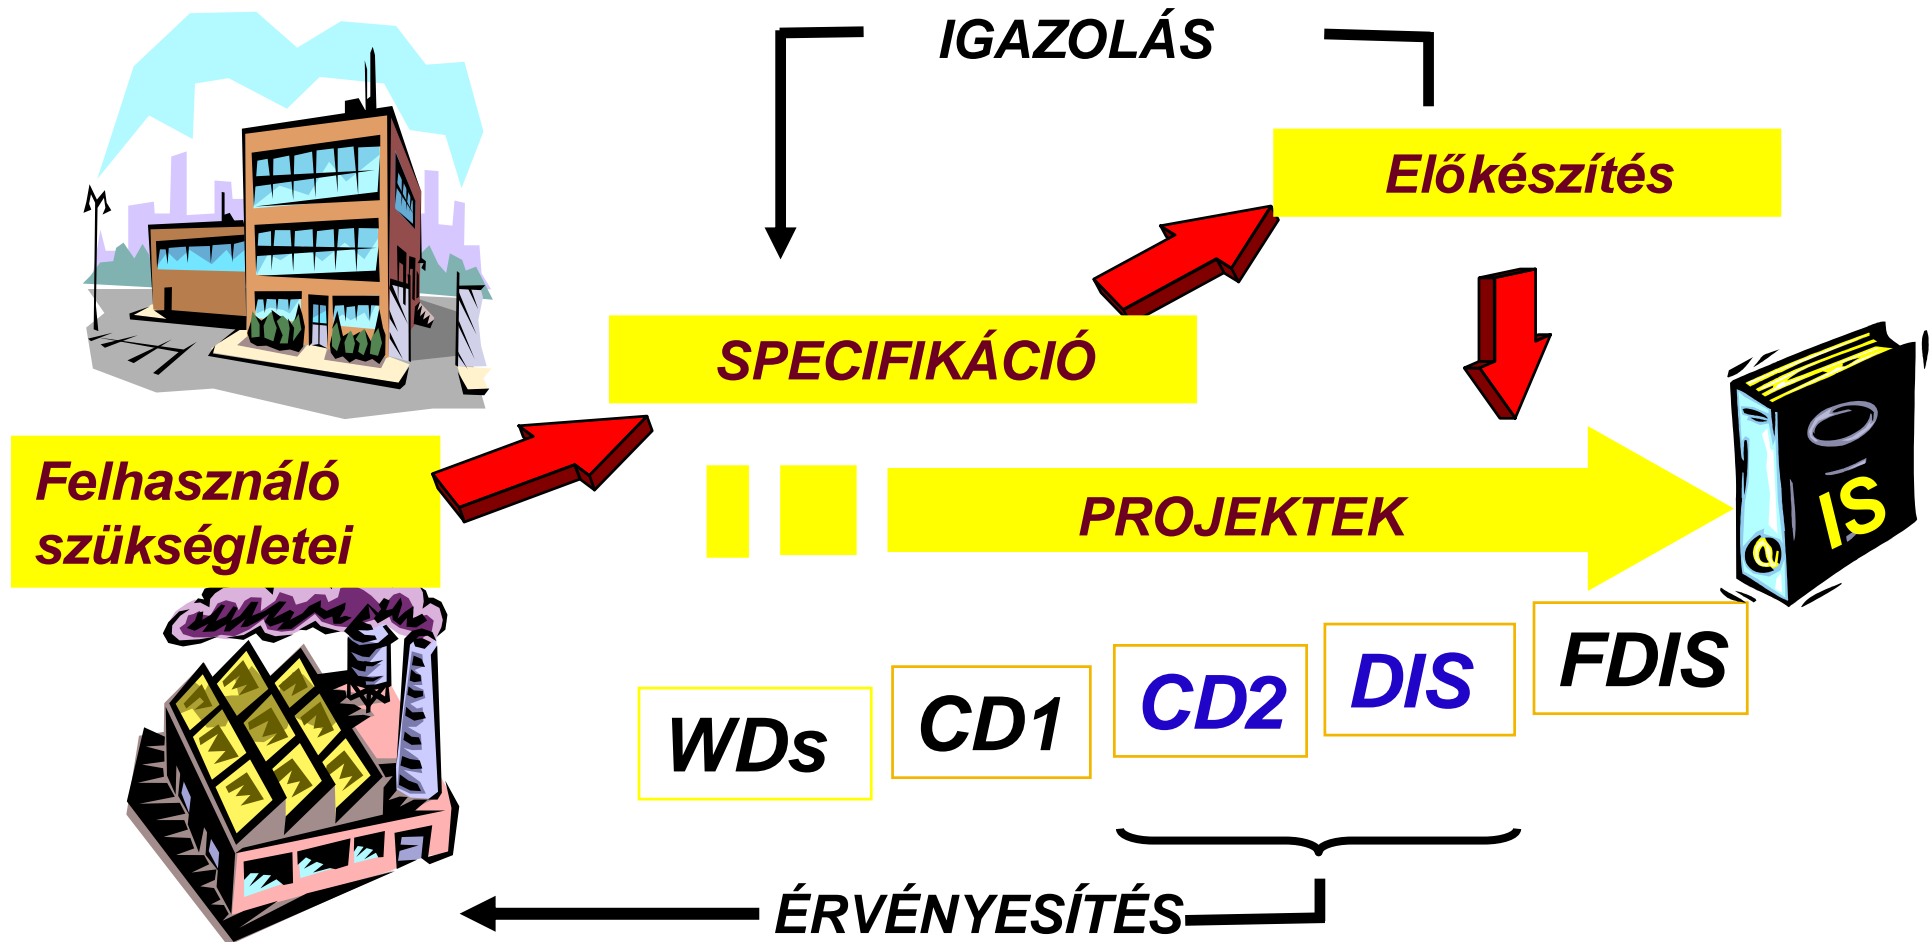 IGAZOLÁS
Előkészítés
SPECIFIKÁCIÓ
Felhasználó
szükségletei
PROJEKTEK
IS
WDs
CD1
CD2
DIS
FDIS
ÉRVÉNYESÍTÉS